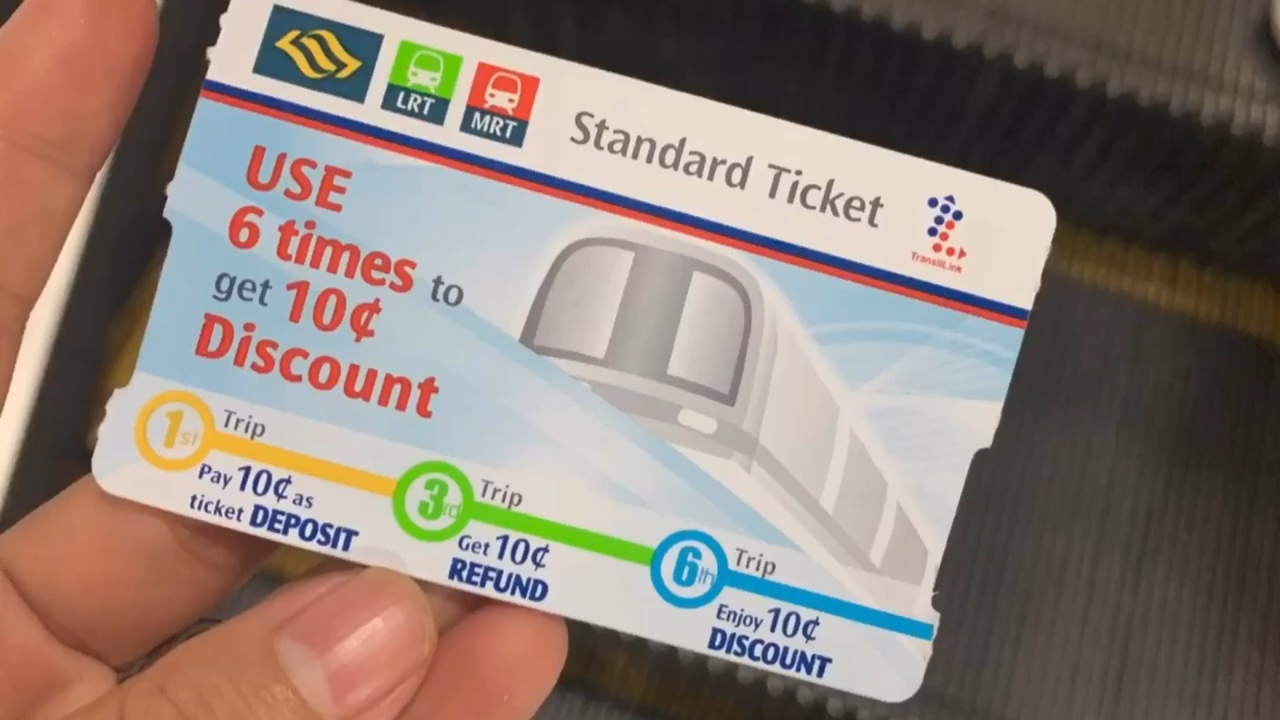 LRT
MRT
Standard Ticket
TransitLink
USE
6 times to
get 10¢
Discount
1st Trip
Pay 10¢ as
ticket DEPOSIT
3rd Trip
Get 10¢
REFUND
6th Trip
Enjoy 10¢
DISCOUNT